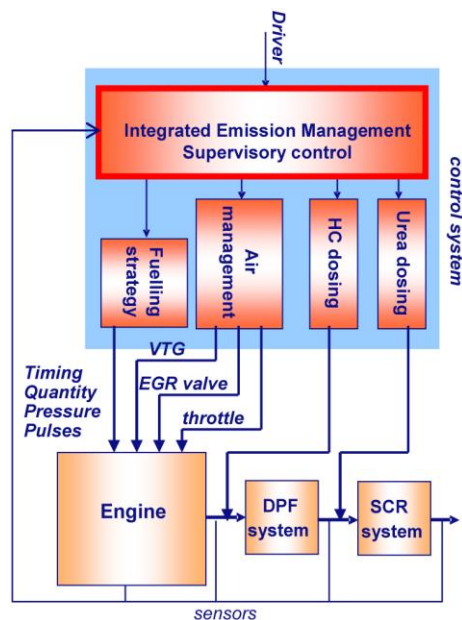 Driver
Integrated Emission Management
Supervisory control
control system
Fuelling
strategy
Air
management
HC dosing
Urea dosing
VTG
EGR valve
throttle
Timing
Quantity
Pressure
Pulses
Engine
DPF
system
SCR
system
sensors